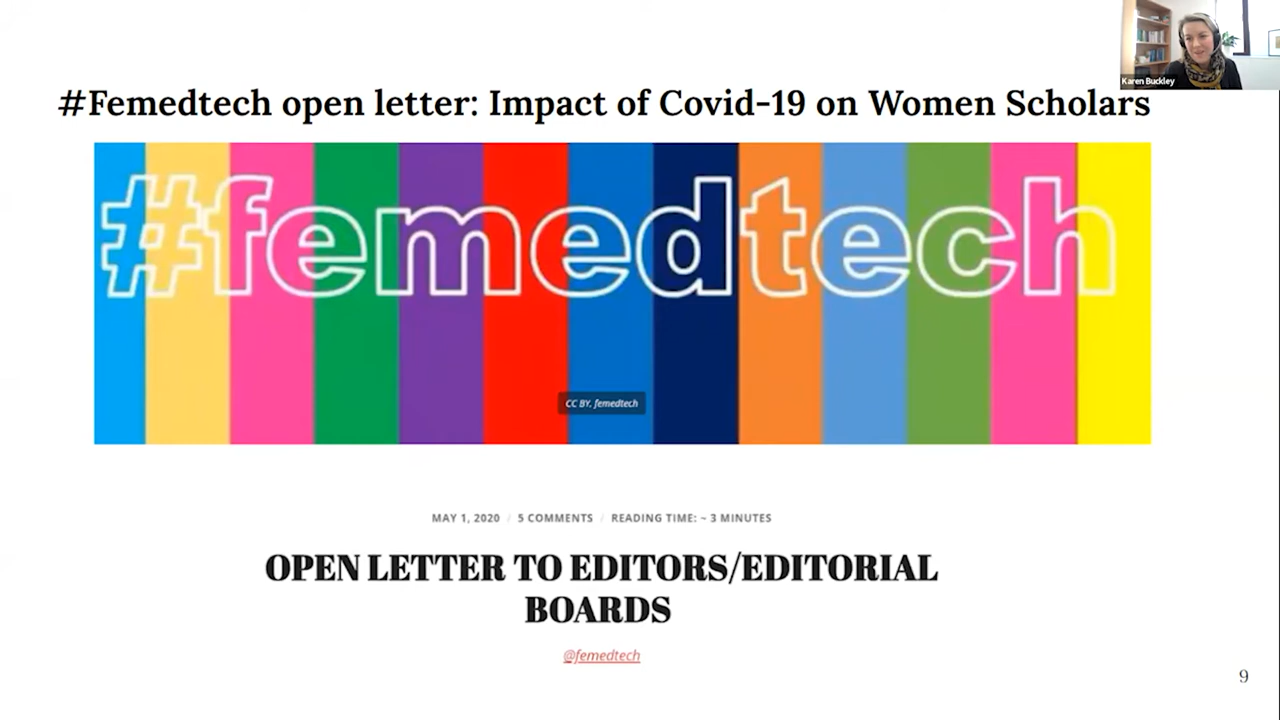 Karen Buckley
#Femedtech open letter: Impact of Covid-19 on Women Scholars
#femedtech
CC BY, femedtech
MAY 1, 2020 / 5 COMMENTS / READING TIME: ~ 3 MINUTES
OPEN LETTER TO EDITORS/EDITORIAL
BOARDS
@femedtech
9